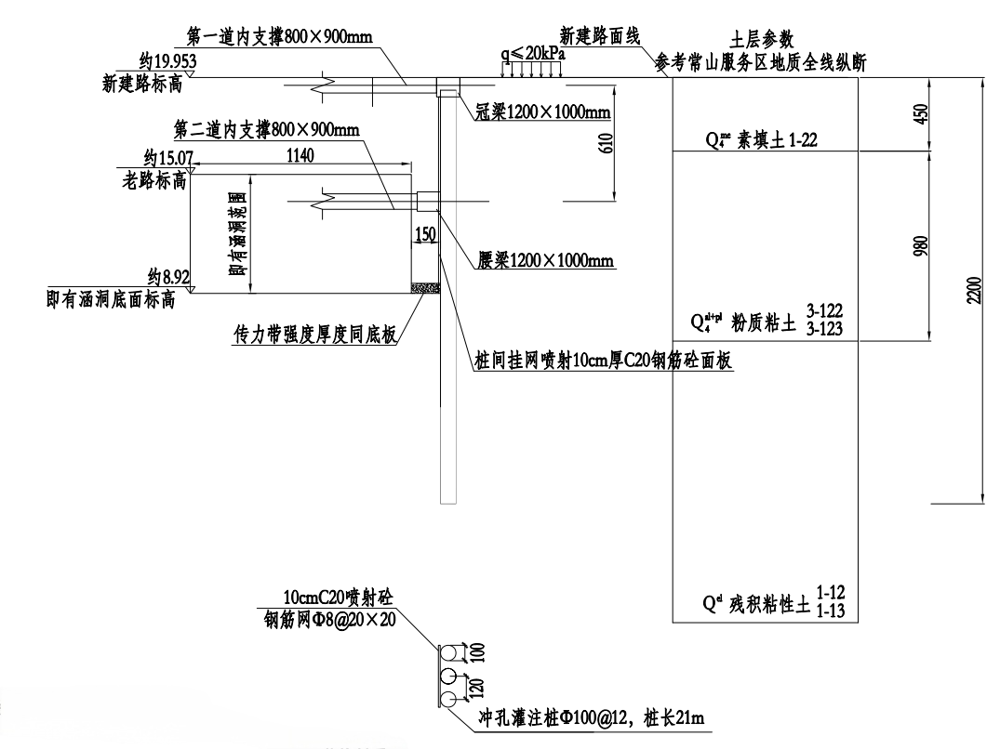 第一道内支撑800×900mm
约19.953
新建路标高
第二道内支撑800×900mm
约15.07
老路标高
1140
即有涵洞范围
150
约8.92
即有涵洞底面标高
传力带强度厚度同底板
新建路面线
q≤20kPa
冠梁1200×1000mm
610
腰梁1200×1000mm
桩间挂网喷射10cm厚C20钢筋砼面板
土层参数
参考常山服务区地质全线纵断
Q4me 素填土1-22
450
980
2200
Q4al+pl 粉质粘土 3-122
3-123
Qel 残积粘性土 1-12
1-13
10cmC20喷射砼
钢筋网Φ8@20×20
100
120
冲孔灌注桩Φ100@12，桩长21m